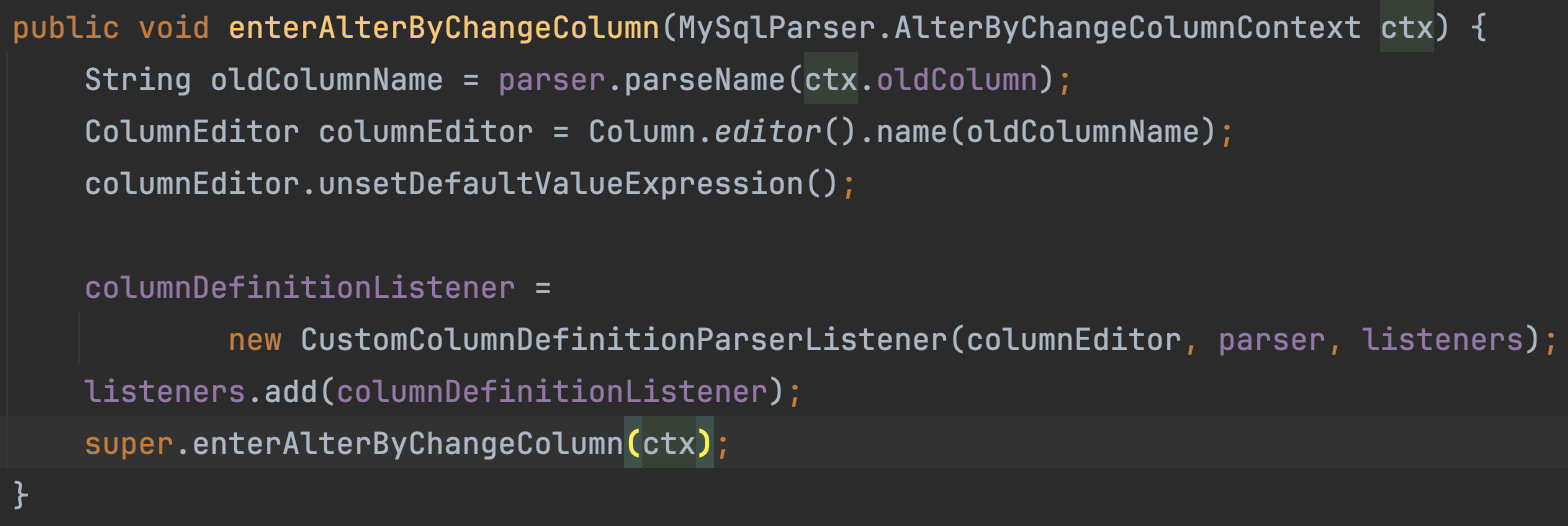 public void enterAlterByChangeColumn(MySqlParser.AlterByChangeColumnContext ctx) {
    String oldColumnName = parser.parseName(ctx.oldColumn);
    ColumnEditor columnEditor = Column.editor().name(oldColumnName);
    columnEditor.unsetDefaultValueExpression();

    columnDefinitionListener =
            new CustomColumnDefinitionParserListener(columnEditor, parser, listeners);
    listeners.add(columnDefinitionListener);
    super.enterAlterByChangeColumn(ctx);
}